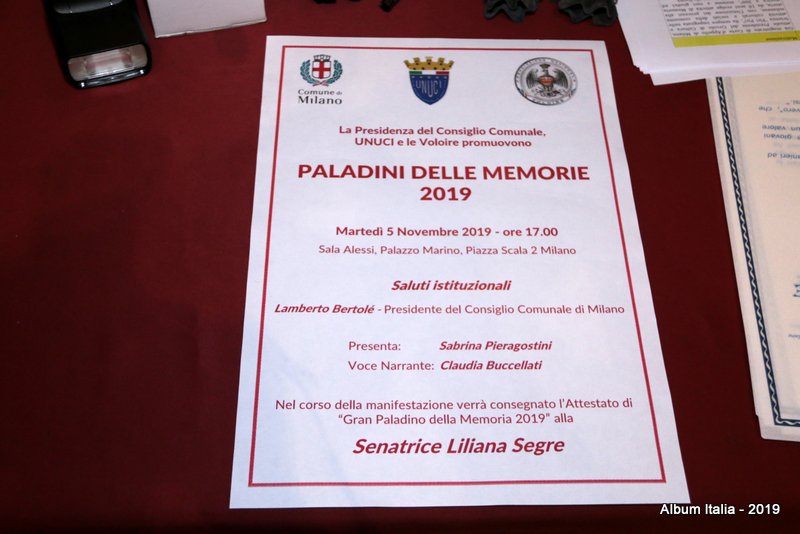 Comune di
Milano
UNUCI
La Presidenza del Consiglio Comunale,
UNUCI e le Voloire promuovono
PALADINI DELLE MEMORIE
2019
Martedì 5 Novembre 2019 - ore 17.00
Sala Alessi, Palazzo Marino, Piazza Scala 2 Milano
Saluti istituzionali
Lamberto Bertolé - Presidente del Consiglio Comunale di Milano
Presenta: Sabrina Pieragostini
Voce Narrante: Claudia Buccellati
Nel corso della manifestazione verrà consegnato l'Attestato di
"Gran Paladino della Memoria 2019" alla
Senatrice Liliana Segre
Album Italia - 2019